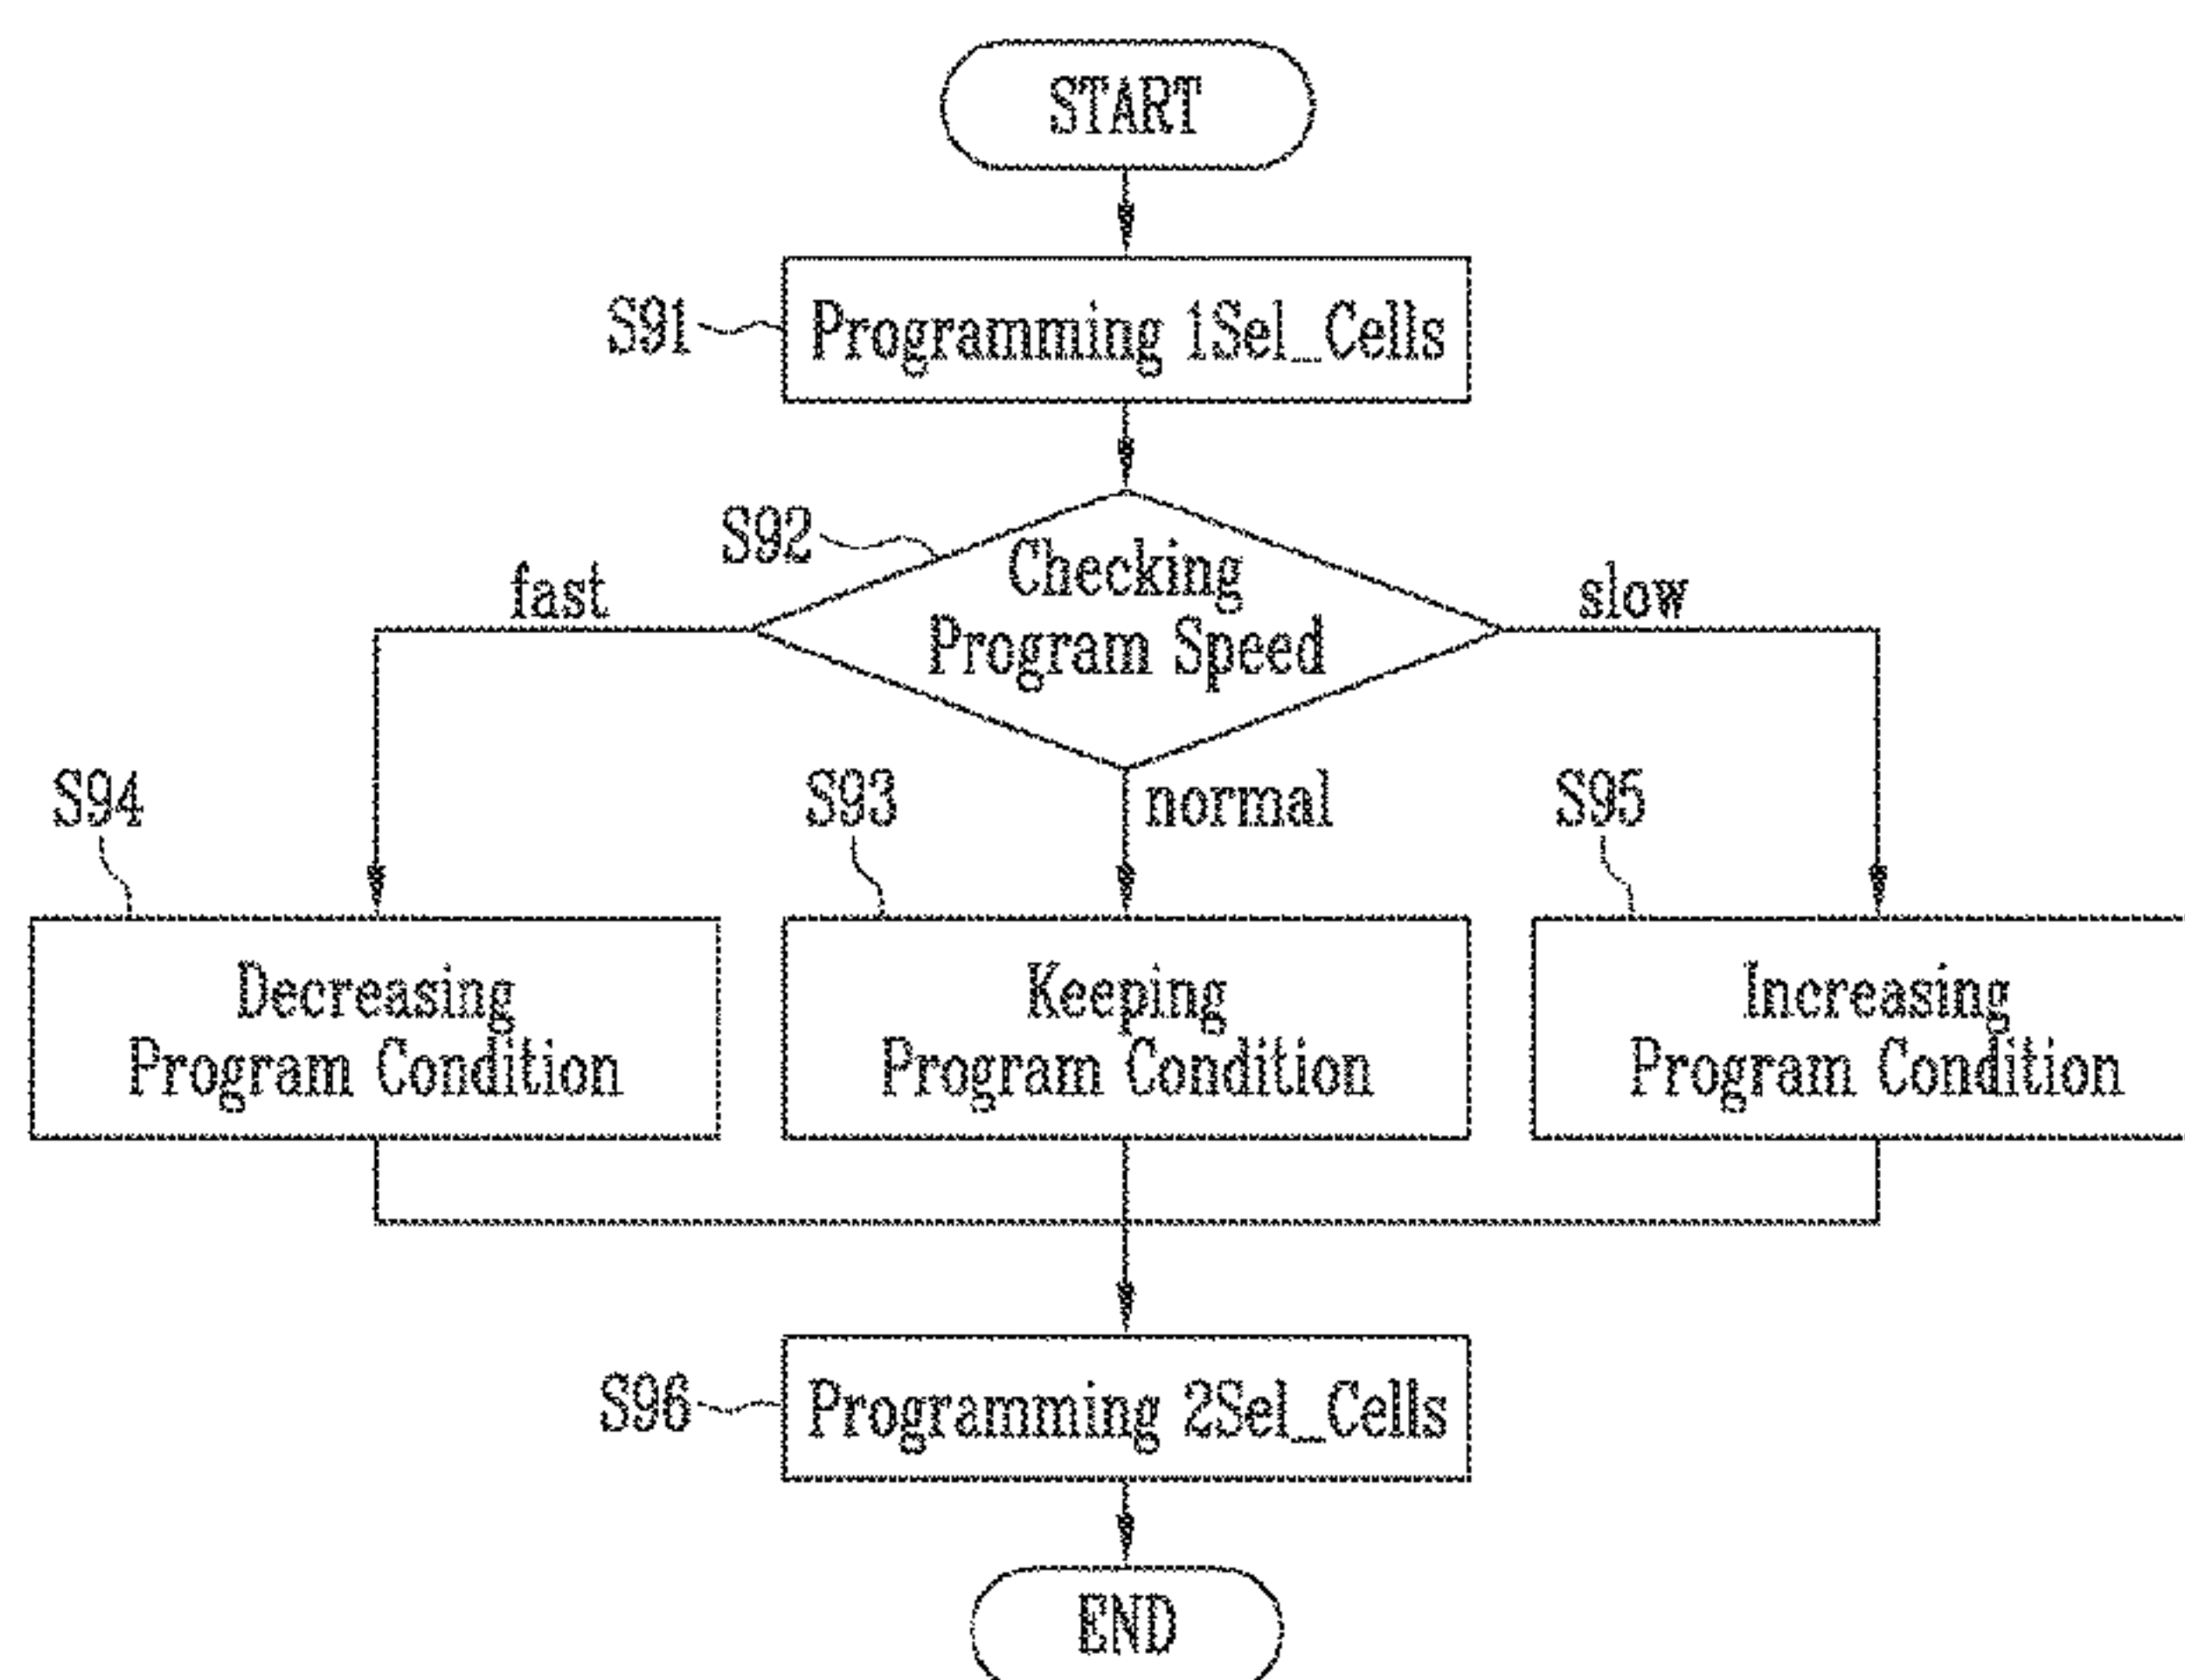 START
S91
Programming 1Sel_Cells
S92
Checking
Program Speed
fast
slow
normal
S94
S93
S95
Decreasing
Program Condition
Keeping
Program Condition
Increasing
Program Condition
S96
Programming 2Sel_Cells
END